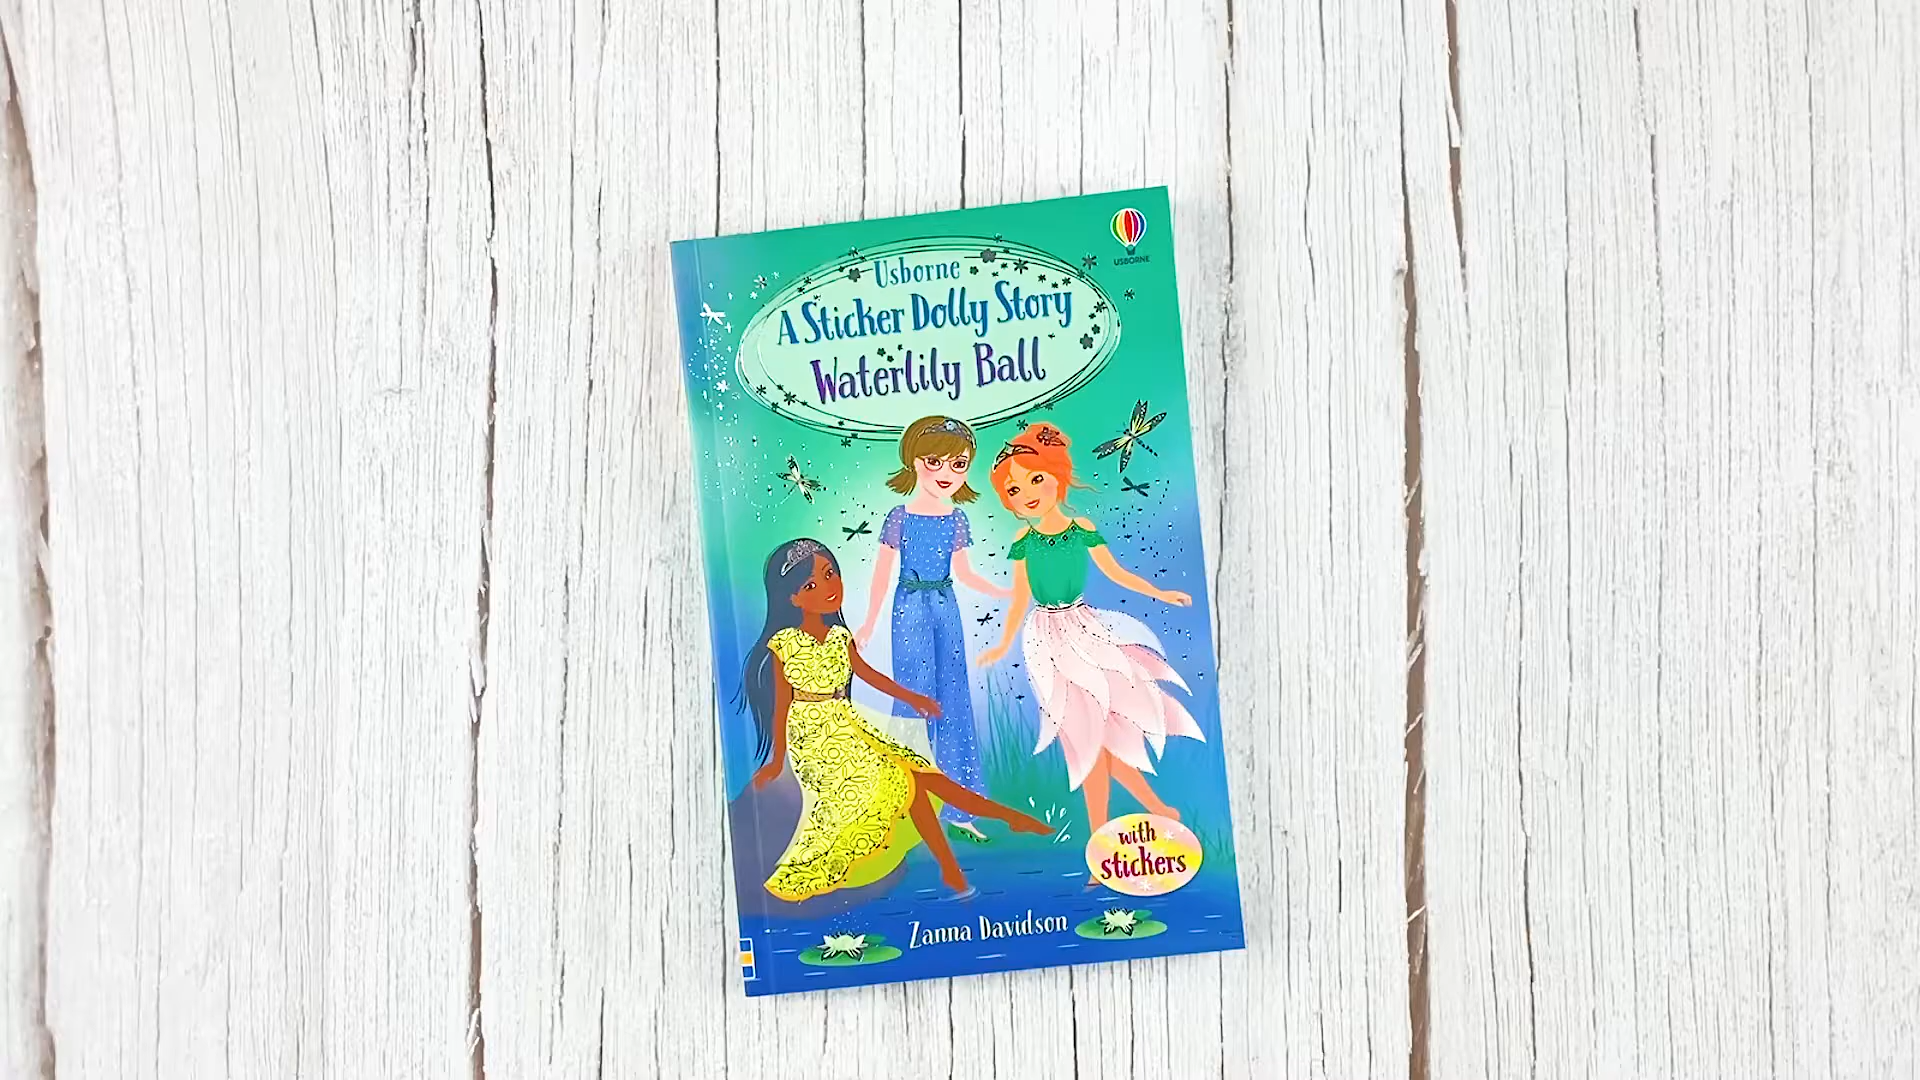 USBORNE
Usborne
A Sticker Dolly Story
Waterlily Ball
with
stickers
Zanna Davidson